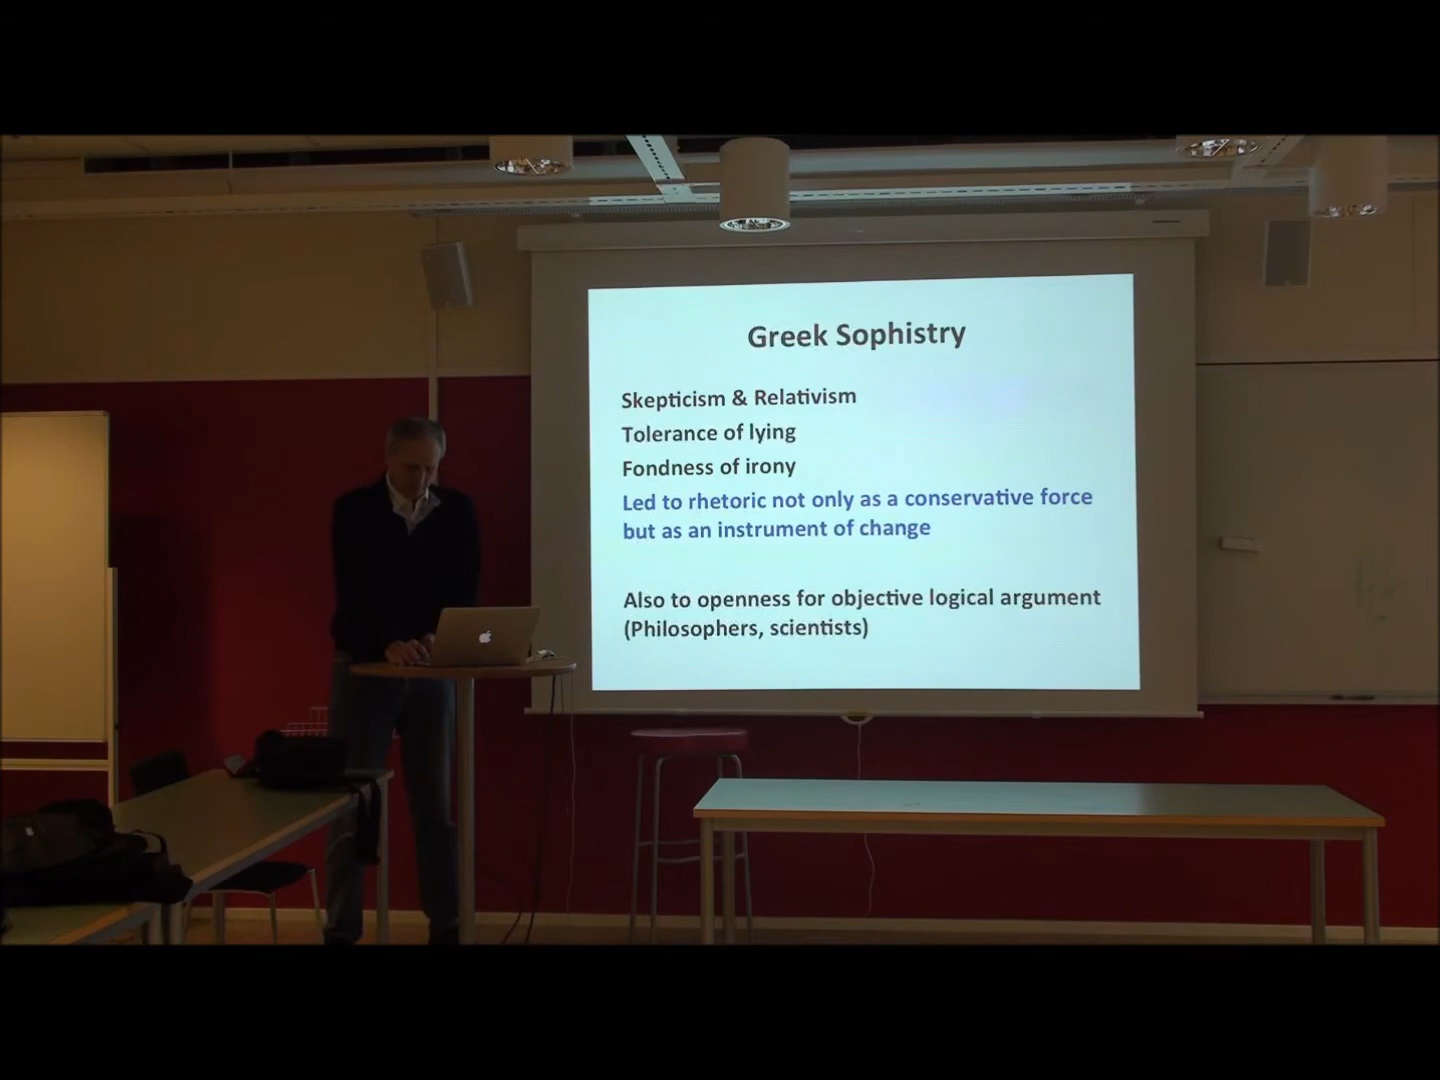 Greek Sophistry
Skepticism & Relativism
Tolerance of lying
Fondness of irony
Led to rhetoric not only as a conservative force
but as an instrument of change
Also to openness for objective logical argument
(Philosophers, scientists)